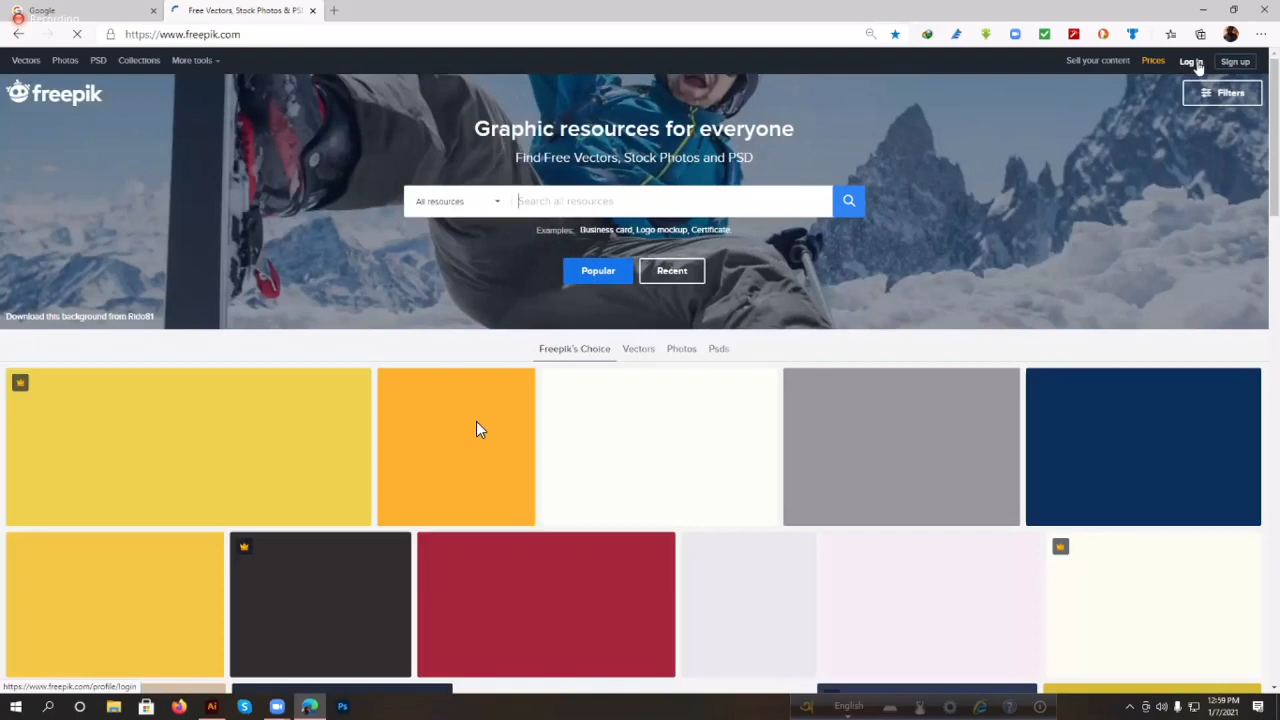 Google
Free Vectors, Stock Photos & PS
Recording
https://www.freepik.com
Vectors Photos PSD Collections More tools
Sell your content Prices Log in Sign up
freepik
Filters
Graphic resources for everyone
Find Free Vectors, Stock Photos and PSD
All resources
Search all resources
Examples: Business card, Logo mockup, Certificate.
Popular Recent
Download this background from Rido81
Freepik's Choice Vectors Photos Psds
https://www.freepik.com/profile/login
English
12:59 PM
1/7/2021